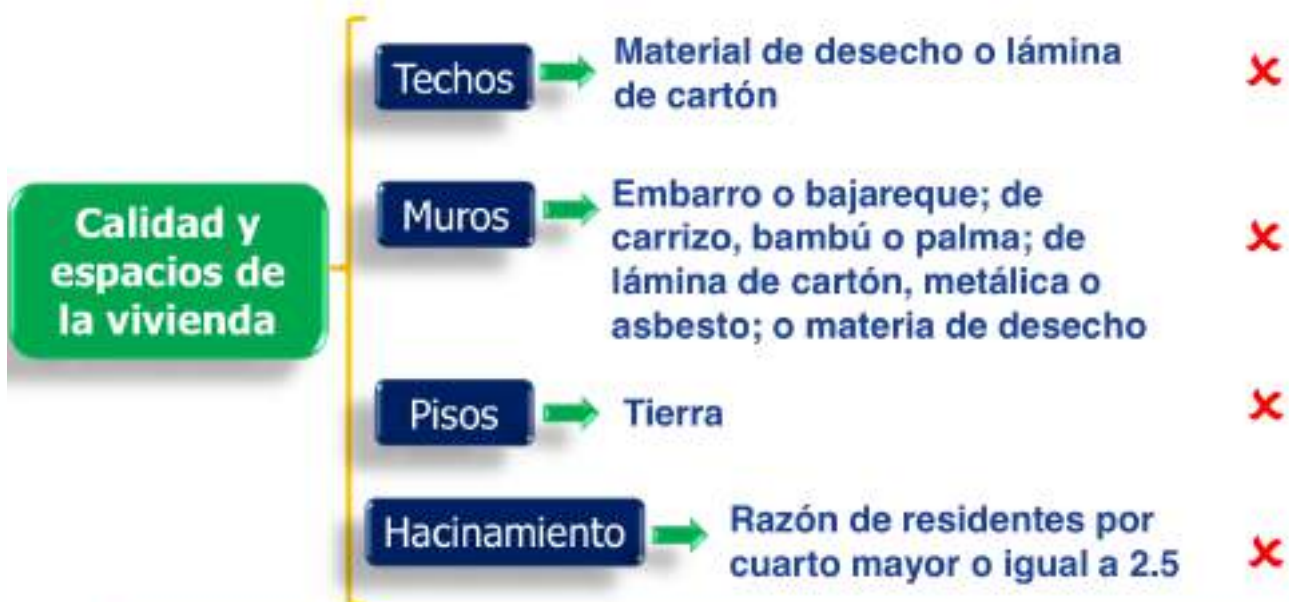 Calidad y
espacios de
la vivienda
Techos
Material de desecho o lámina
de cartón
Muros
Embarro o bajareque; de
carrizo, bambú o palma; de
lámina de cartón, metálica o
asbesto; o materia de desecho
Pisos
Tierra
Hacinamiento
Razón de residentes por
cuarto mayor o igual a 2.5